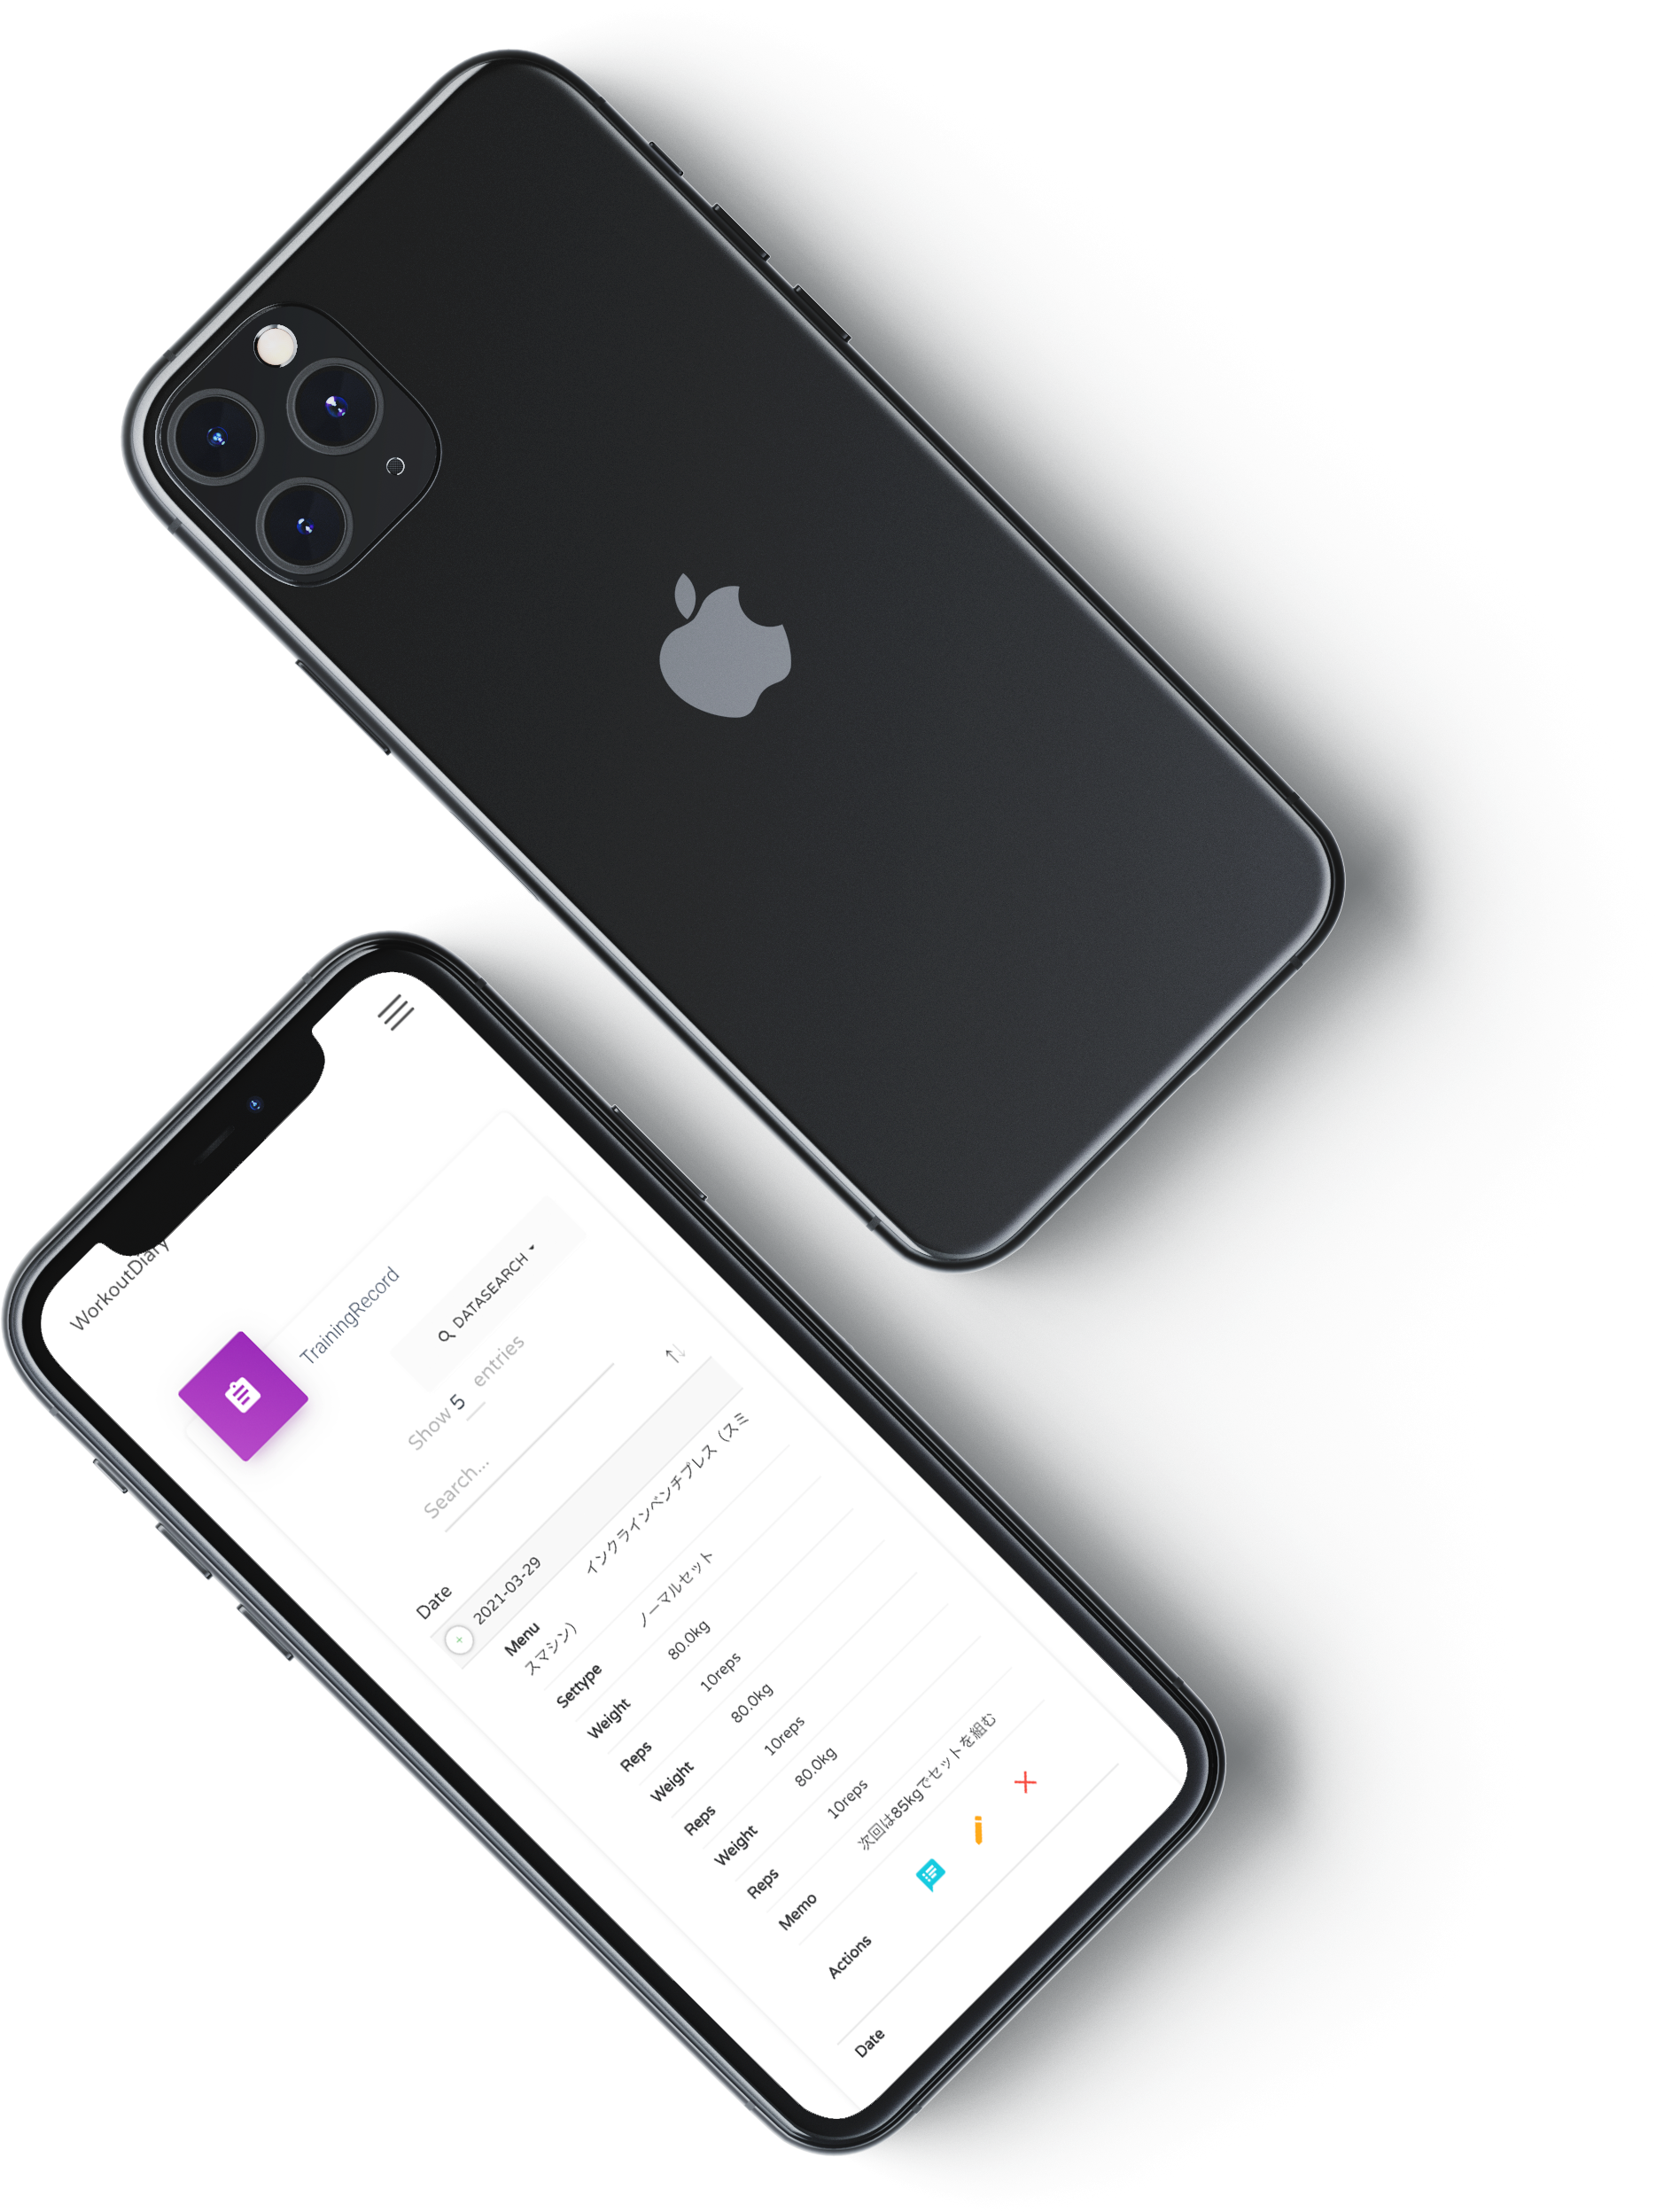 WorkoutDiary
TrainingRecord
DATASEARCH
Show 5 entries
Search...
Date
2021-03-29
Menu インクラインベンチプレス（スミ
スマシン）
Settype ノーマルセット
Weight 80.0kg
Reps 10reps
Weight 80.0kg
Reps 10reps
Weight 80.0kg
Reps 10reps
Memo 次回は85kgでセットを組む
Actions
Date